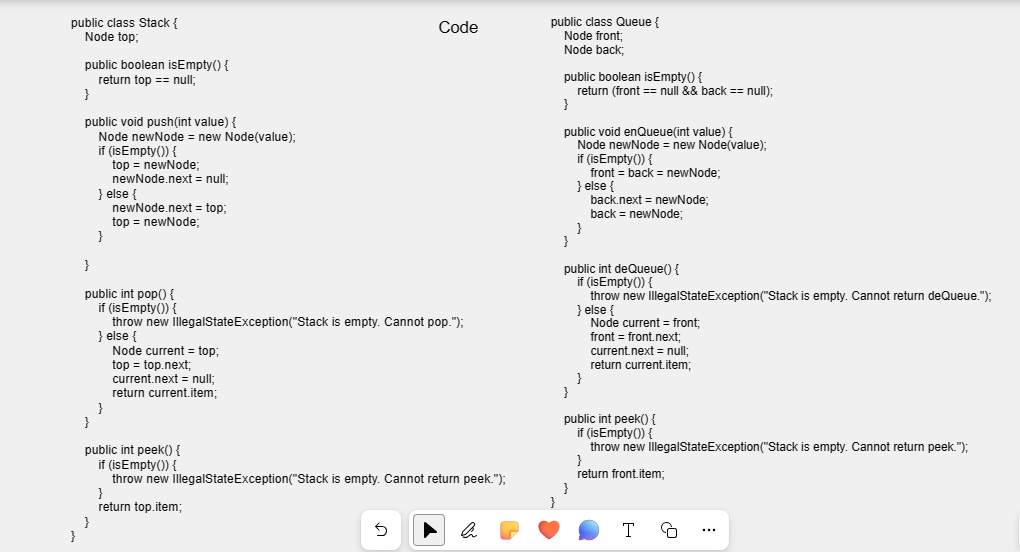 Code
public class Stack {
Node top;
public boolean isEmpty() {
return top == null;
}
public void push(int value) {
Node newNode = new Node(value);
if (isEmpty()) {
top = newNode;
newNode.next = null;
} else {
newNode.next = top;
top = newNode;
}
}
public int pop() {
if (isEmpty()) {
throw new IllegalStateException("Stack is empty. Cannot pop.");
} else {
Node current = top;
top = top.next;
current.next = null;
return current.item;
}
}
public int peek() {
if (isEmpty()) {
throw new IllegalStateException("Stack is empty. Cannot return peek.");
}
return top.item;
}
}
public class Queue {
Node front;
Node back;
public boolean isEmpty() {
return (front == null && back == null);
}
public void enQueue(int value) {
Node newNode = new Node(value);
if (isEmpty()) {
front = back = newNode;
} else {
back.next = newNode;
back = newNode;
}
}
public int deQueue() {
if (isEmpty()) {
throw new IllegalStateException("Stack is empty. Cannot return deQueue.");
} else {
Node current = front;
front = front.next;
current.next = null;
return current.item;
}
}
public int peek() {
if (isEmpty()) {
throw new IllegalStateException("Stack is empty. Cannot return peek.");
}
return front.item;
}
}
T